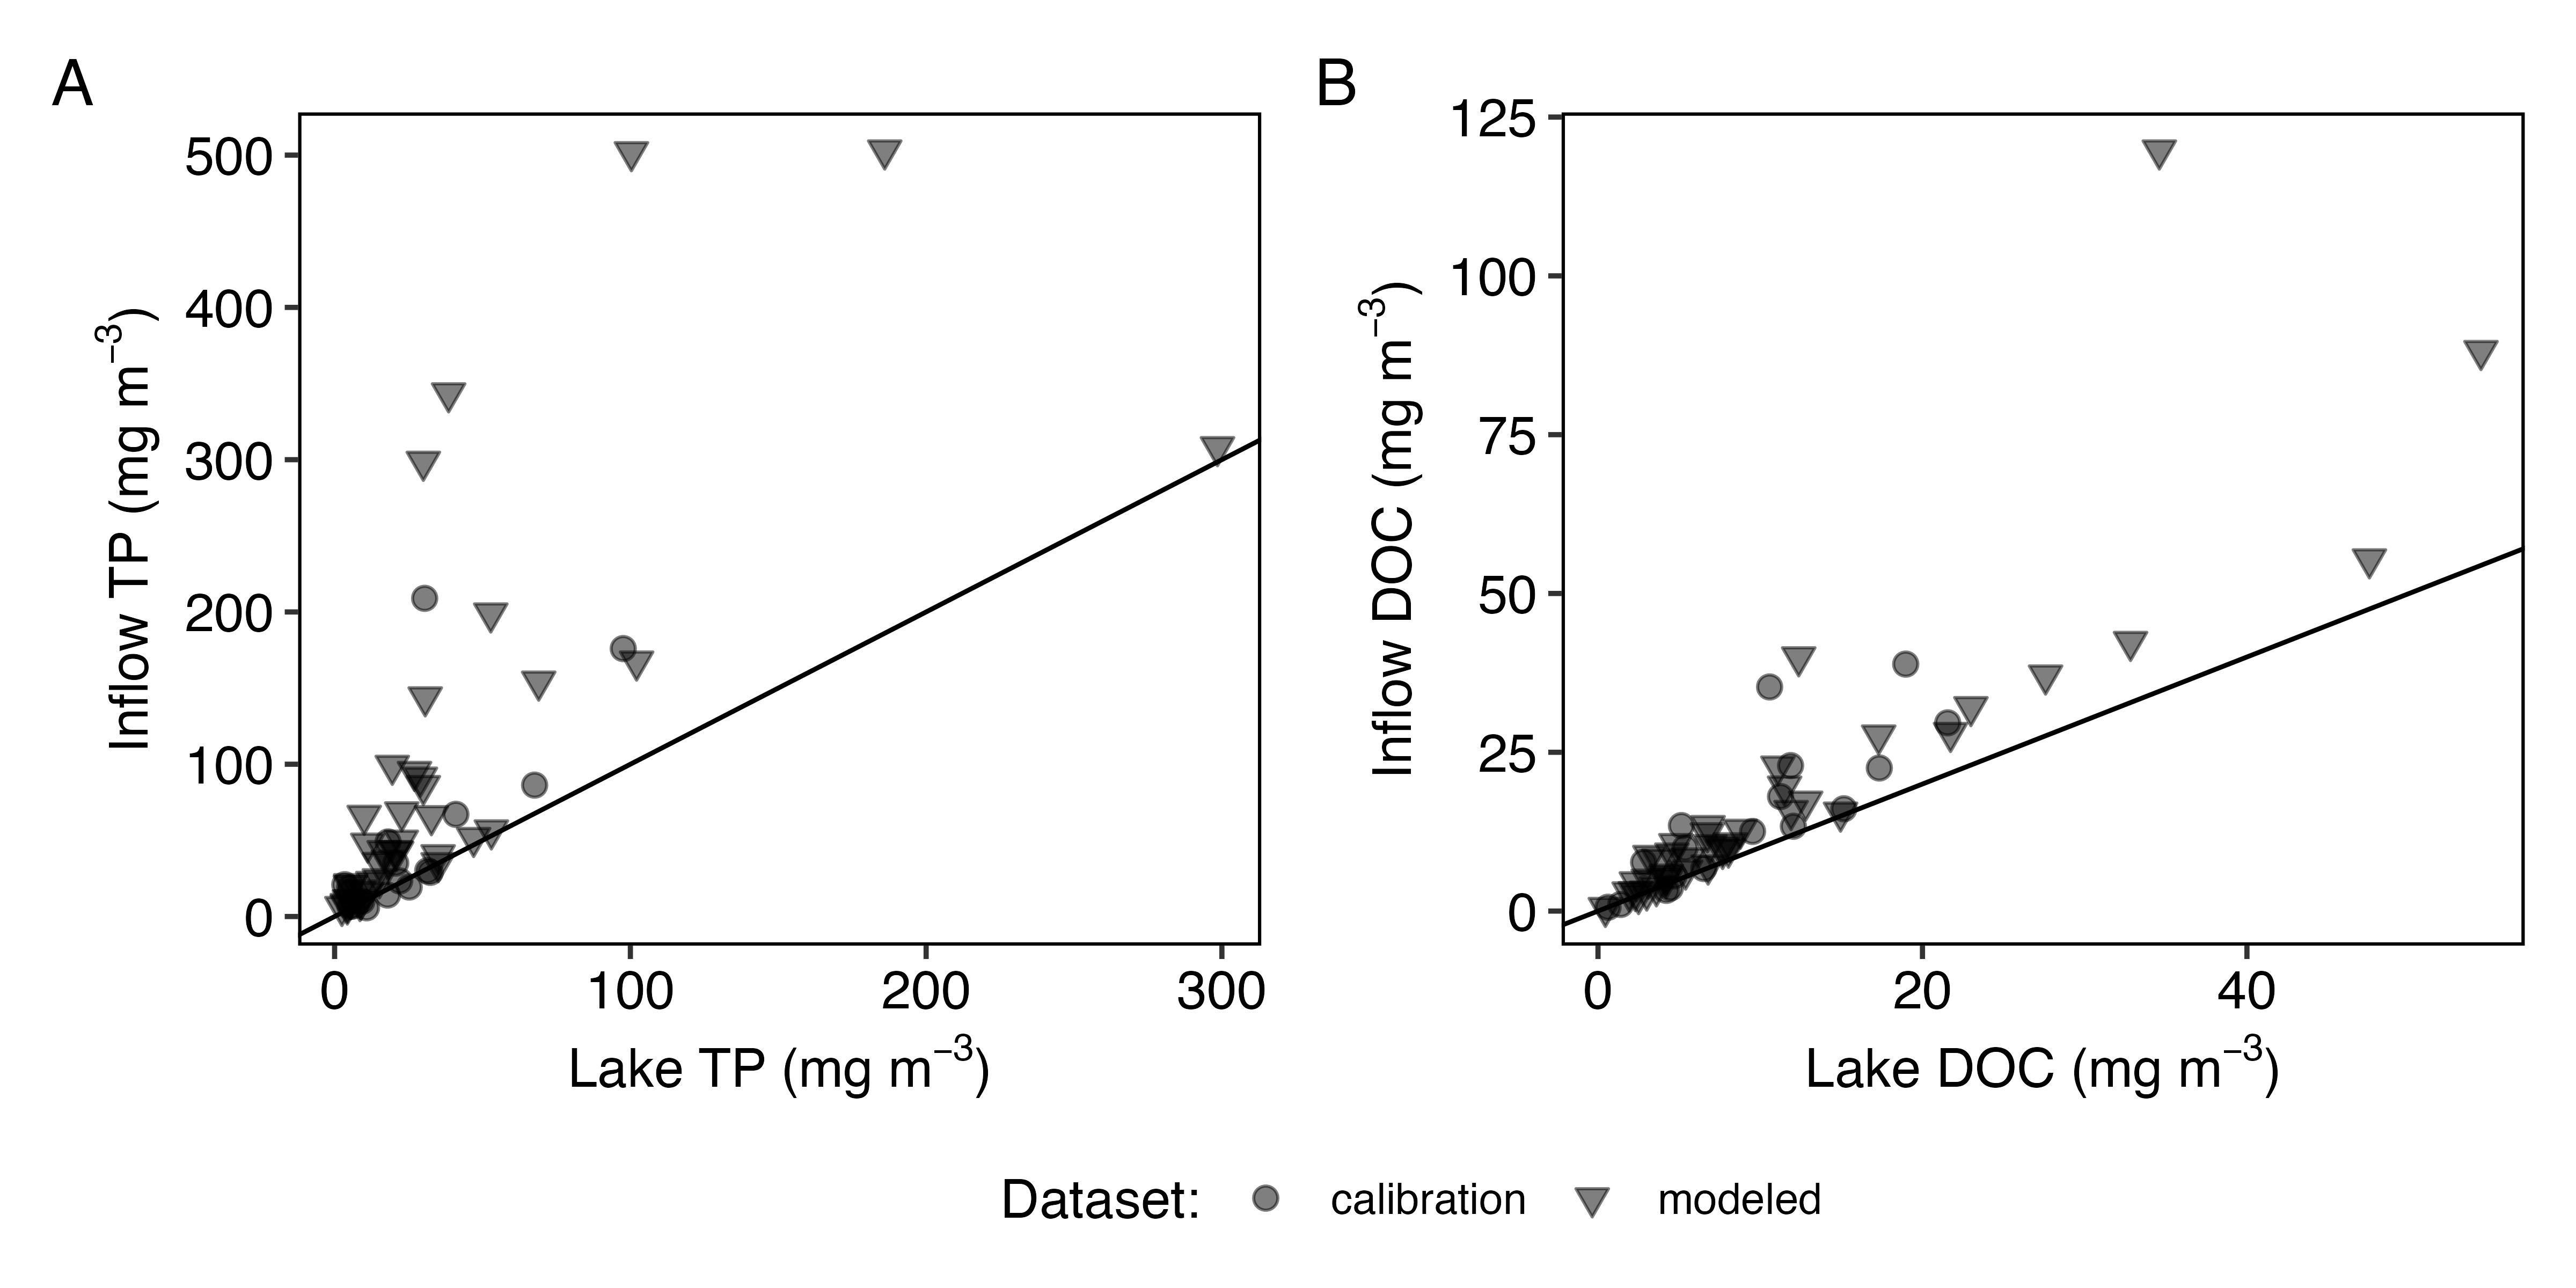 A
Inflow TP (mg m⁻³)
500
400
300
200
100
0
0 100 200 300
Lake TP (mg m⁻³)
B
Inflow DOC (mg m⁻³)
125
100
75
50
25
0
0 20 40
Lake DOC (mg m⁻³)
Dataset: calibration modeled